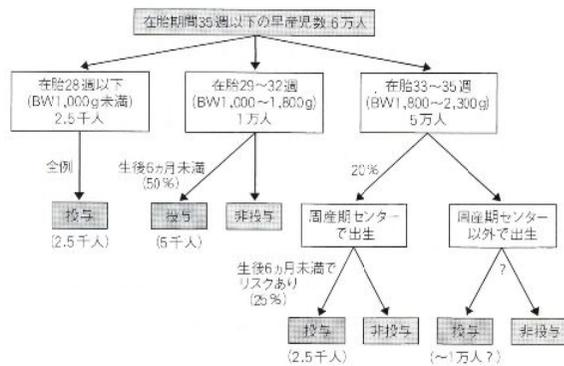 在胎期間35週以下の早産児数 6万人
在胎28週以下
(BW1,000g未満)
2.5千人
在胎29〜32週
(BW1,000〜1,800g)
1万人
在胎33〜35週
(BW1,800〜2,300g)
5万人
全例
生後6ヵ月未満
(50%)
20%
投与
(2.5千人)
投与
(5千人)
非投与
周産期センター
で出生
周産期センター
以外で出生
生後6ヵ月未満で
リスクあり
(25%)
?
投与
(2.5千人)
非投与
投与
(〜1万人?)
非投与